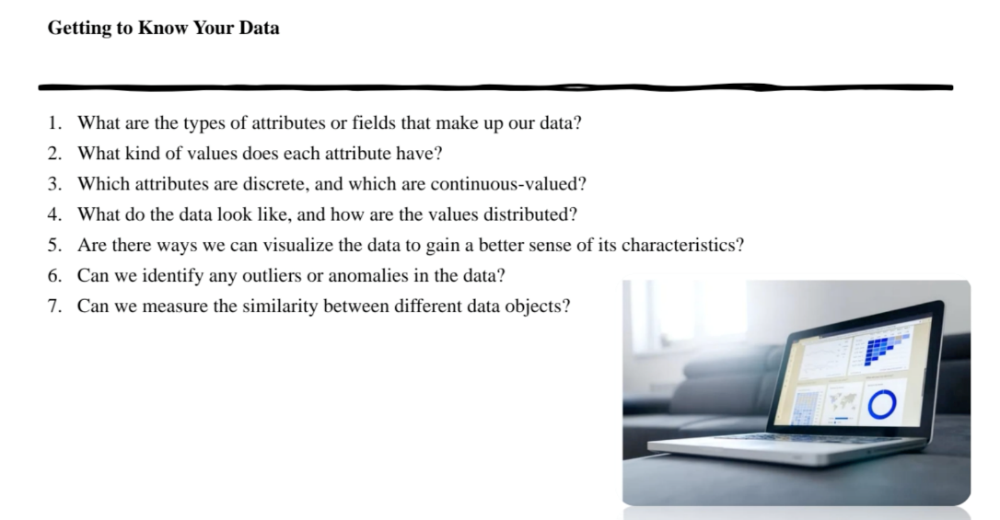 Getting to Know Your Data
1. What are the types of attributes or fields that make up our data?
2. What kind of values does each attribute have?
3. Which attributes are discrete, and which are continuous-valued?
4. What do the data look like, and how are the values distributed?
5. Are there ways we can visualize the data to gain a better sense of its characteristics?
6. Can we identify any outliers or anomalies in the data?
7. Can we measure the similarity between different data objects?